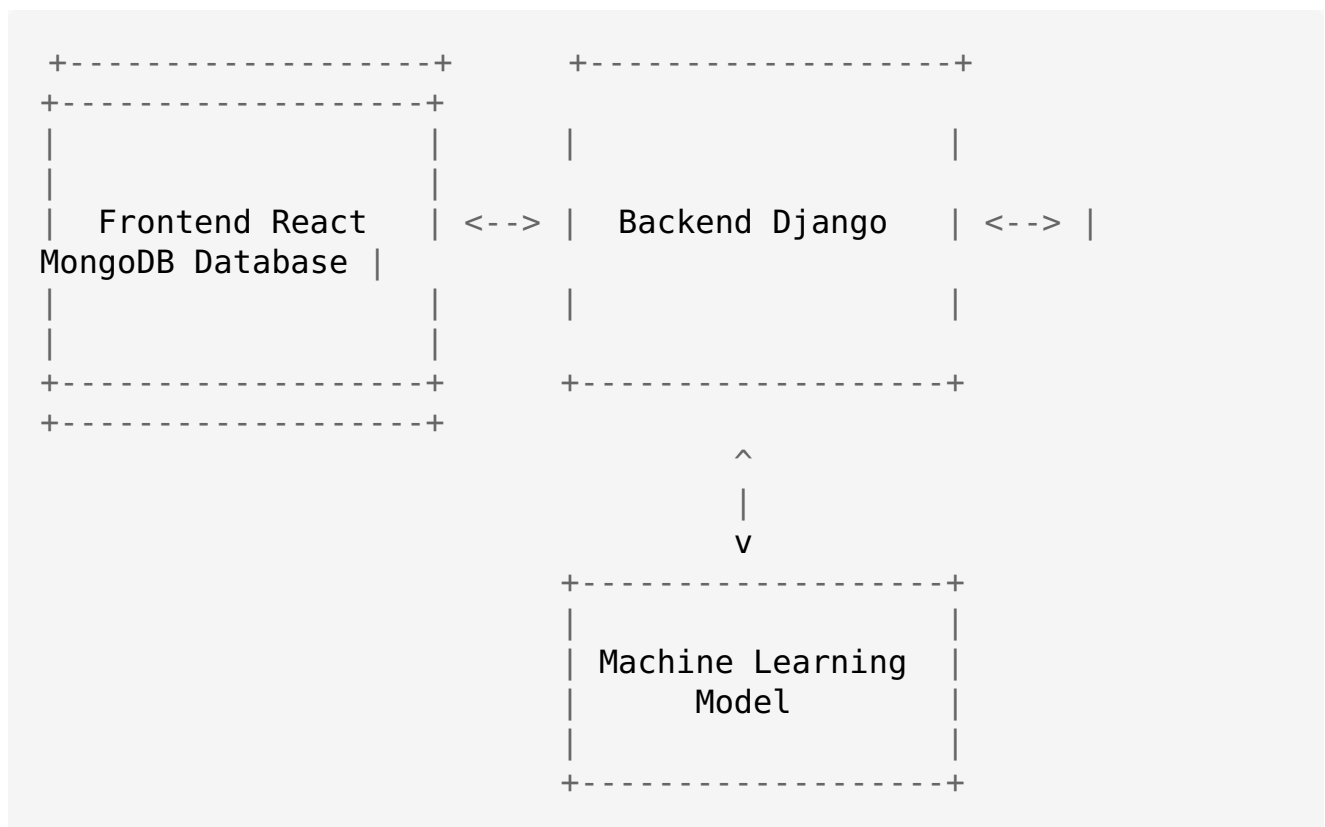 +-------------------+      +-------------------+
+-------------------+
|                   |      |                   |
|                   |
|  Frontend React   | <--> |  Backend Django   | <--> |
MongoDB Database |
|                   |      |                   |
|                   |
+-------------------+      +-------------------+
+-------------------+
^
|
v
+-------------------+
|                   |
| Machine Learning  |
|      Model        |
|                   |
+-------------------+